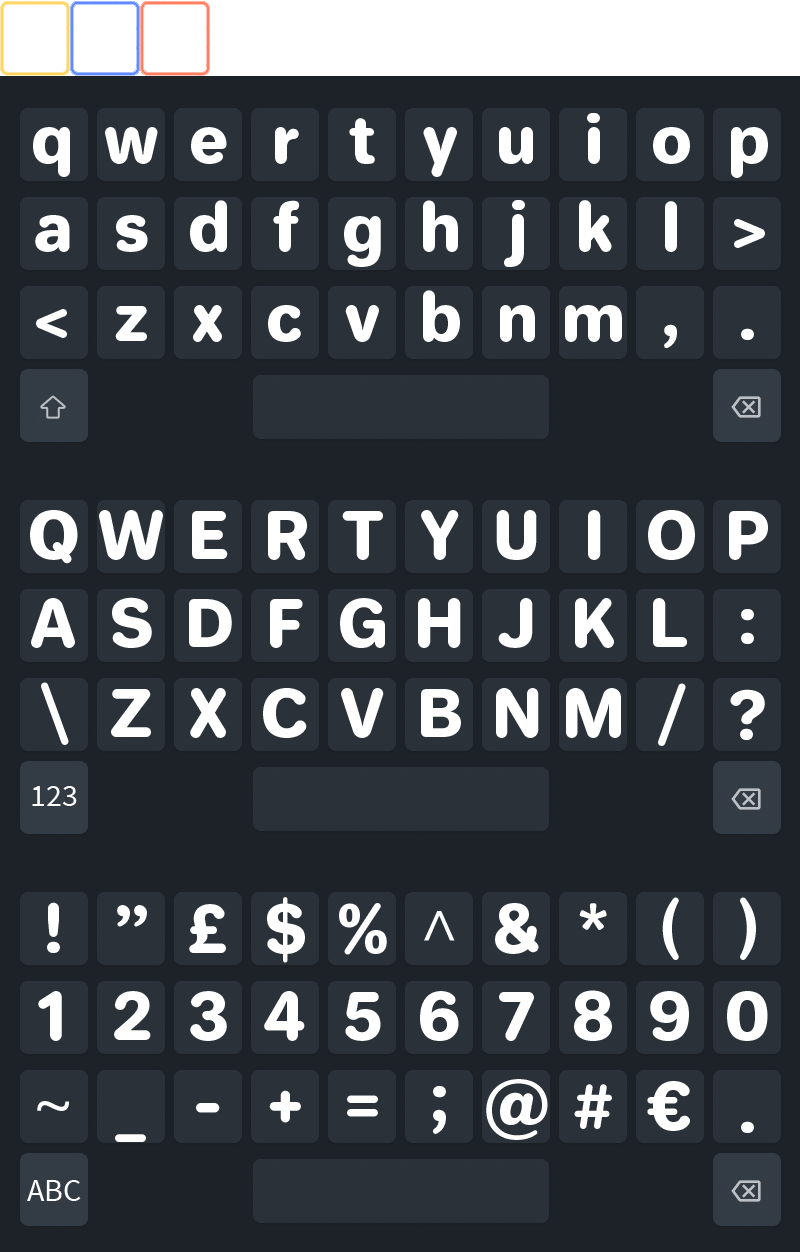 q w e r t y u i o p
a s d f g h j k l >
< z x c v b n m , .
Q W E R T Y U I O P
A S D F G H J K L :
\ Z X C V B N M / ?
123
! ” £ $ % ^ & * ( )
1 2 3 4 5 6 7 8 9 0
~ _ - + = ; @ # € .
ABC